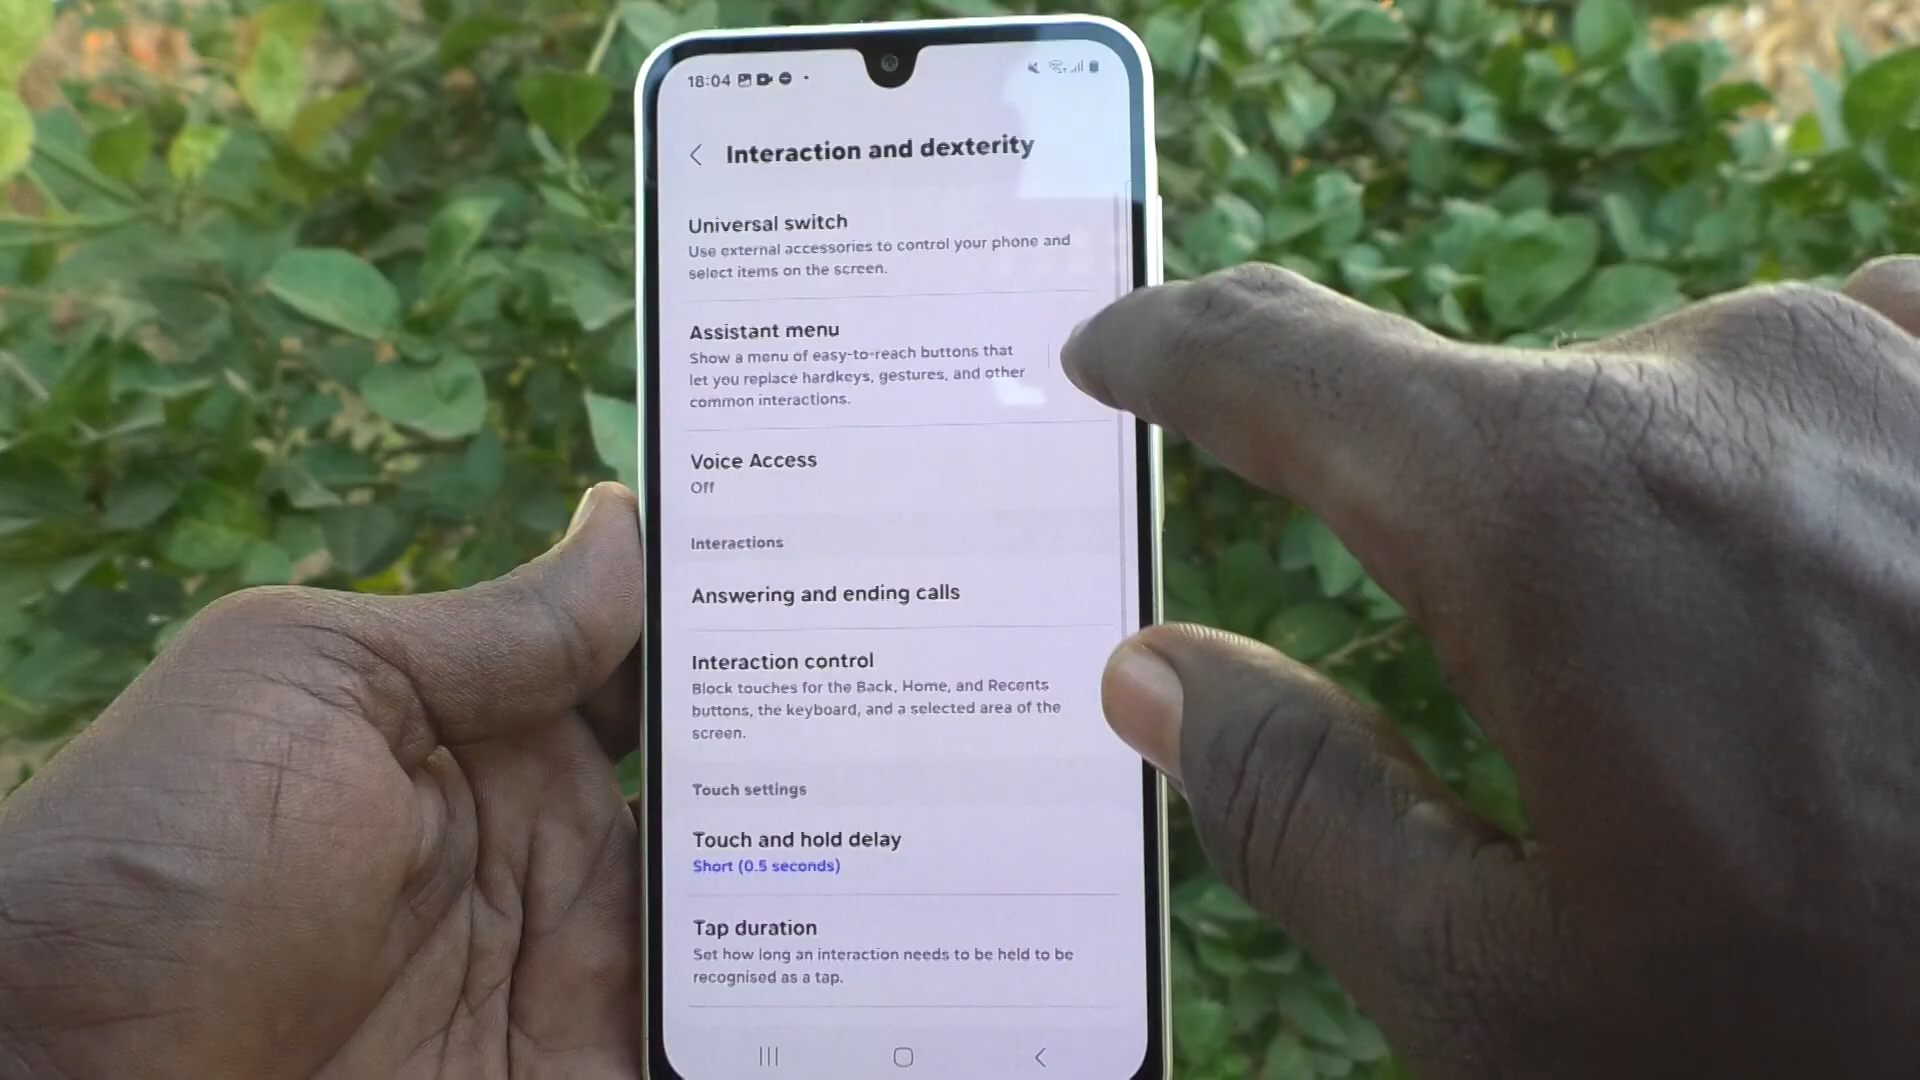 18:04
Interaction and dexterity
Universal switch
Use external accessories to control your phone and
select items on the screen.
Assistant menu
Show a menu of easy-to-reach buttons that
let you replace hardkeys, gestures, and other
common interactions.
Voice Access
Off
Interactions
Answering and ending calls
Interaction control
Block touches for the Back, Home, and Recents
buttons, the keyboard, and a selected area of the
screen.
Touch settings
Touch and hold delay
Short (0.5 seconds)
Tap duration
Set how long an interaction needs to be held to be
recognised as a tap.